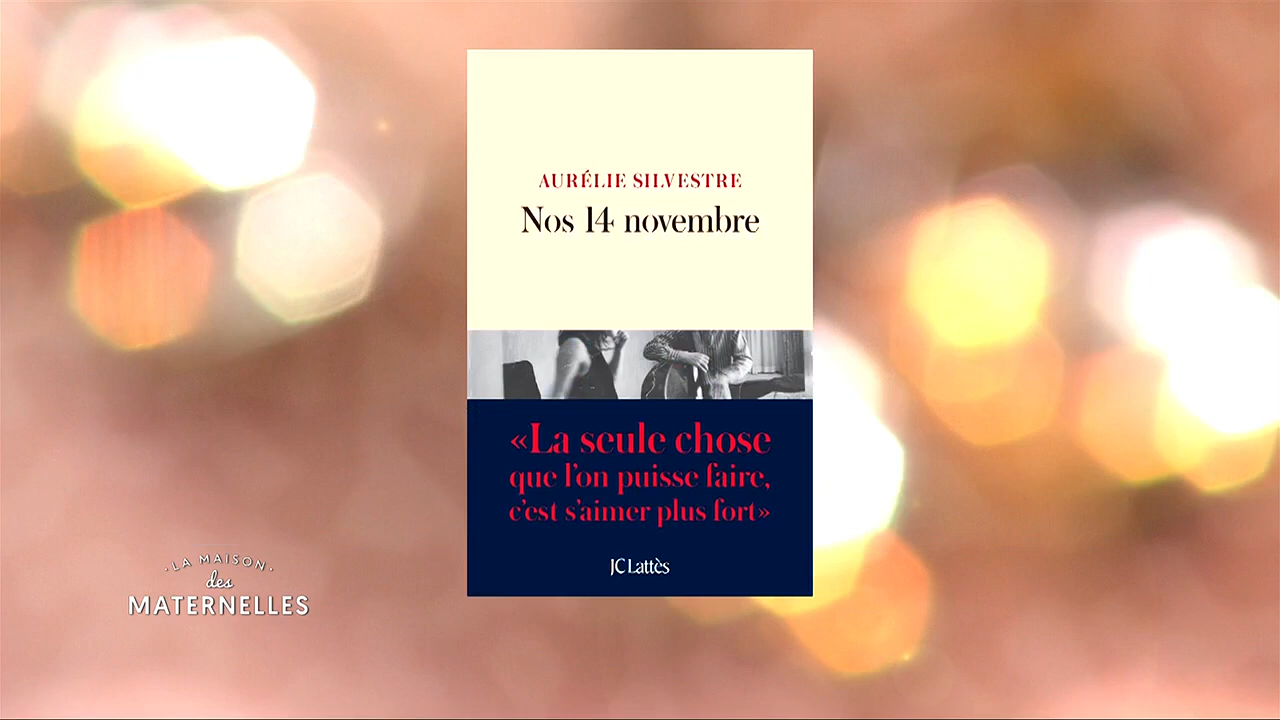 AURÉLIE SILVESTRE
Nos 14 novembre
«La seule chose
que l'on puisse faire,
c'est s'aimer plus fort»
JC Lattès
·LA MAISON·
des
MATERNELLES